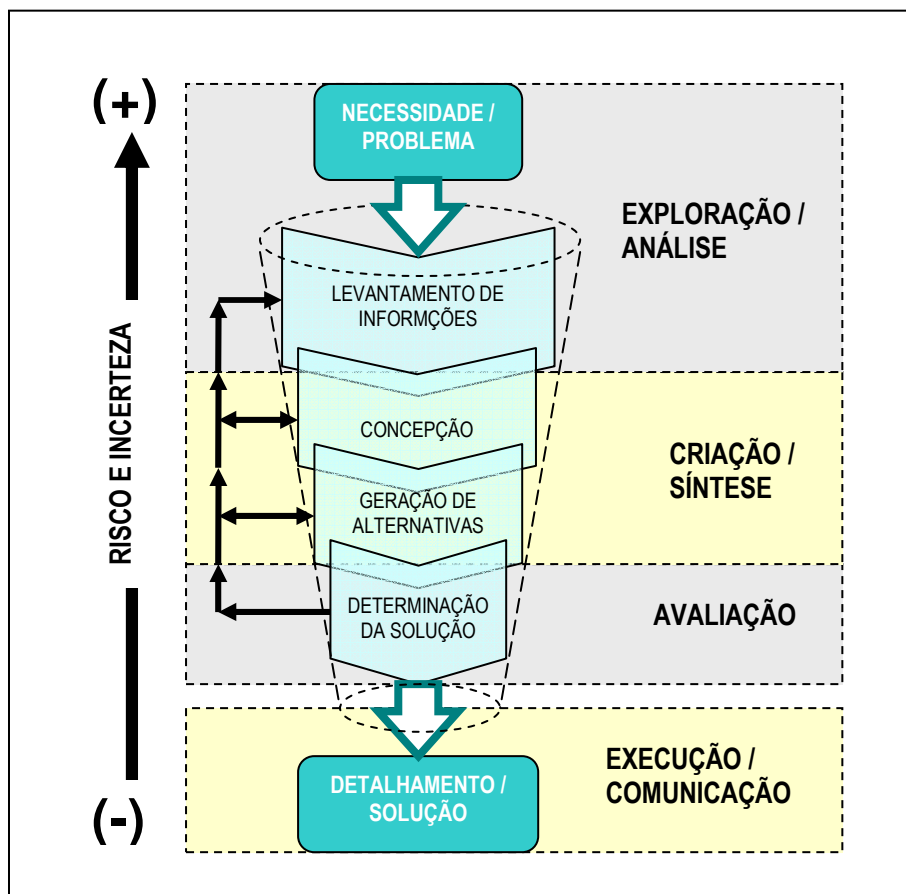 (+)
NECESSIDADE /
PROBLEMA
EXPLORAÇÃO /
ANÁLISE
LEVANTAMENTO DE
INFORMÇÕES
RISCO E INCERTEZA
CONCEPÇÃO
CRIAÇÃO /
SÍNTESE
GERAÇÃO DE
ALTERNATIVAS
DETERMINAÇÃO
DA SOLUÇÃO
AVALIAÇÃO
EXECUÇÃO /
COMUNICAÇÃO
DETALHAMENTO /
SOLUÇÃO
(-)